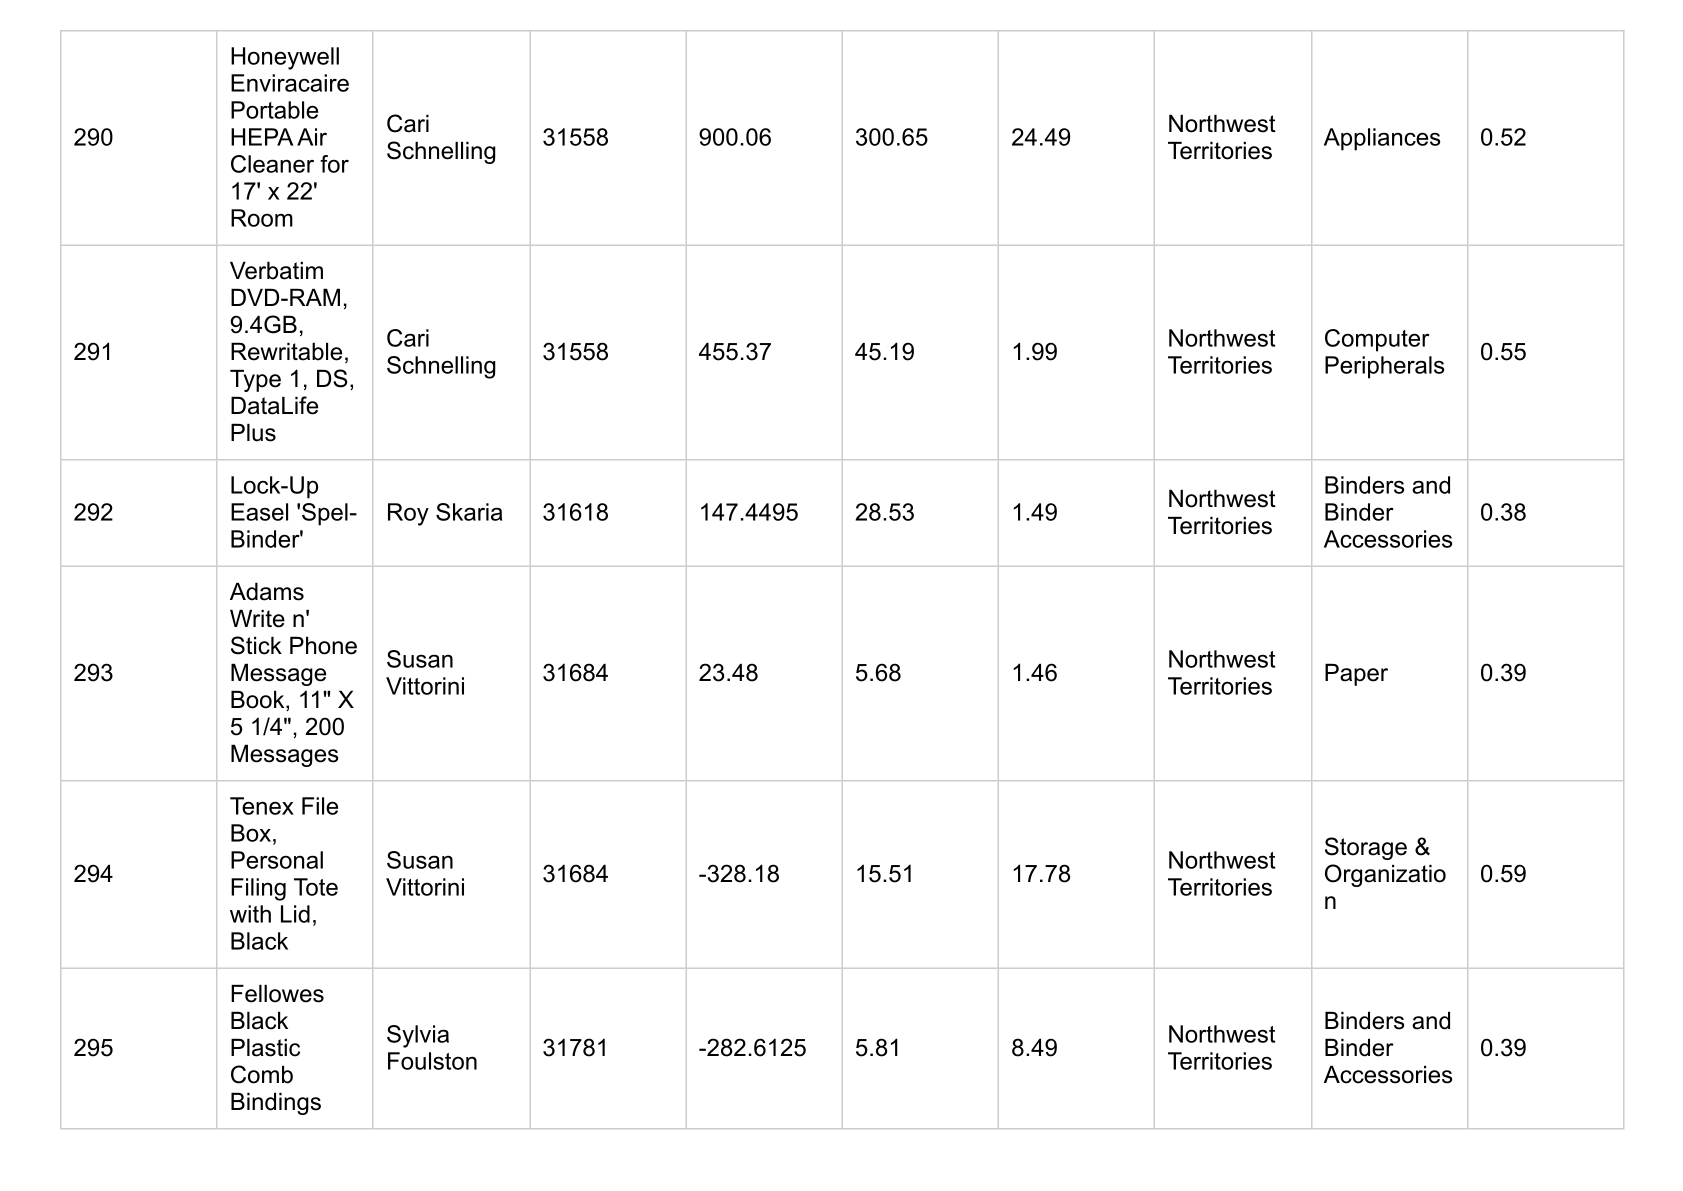 290
Honeywell
Enviracaire
Portable
HEPA Air
Cleaner for
17' x 22'
Room
Cari
Schnelling
31558
900.06
300.65
24.49
Northwest
Territories
Appliances
0.52
291
Verbatim
DVD-RAM,
9.4GB,
Rewritable,
Type 1, DS,
DataLife
Plus
Cari
Schnelling
31558
455.37
45.19
1.99
Northwest
Territories
Computer
Peripherals
0.55
292
Lock-Up
Easel 'Spel-
Binder'
Roy Skaria
31618
147.4495
28.53
1.49
Northwest
Territories
Binders and
Binder
Accessories
0.38
293
Adams
Write n'
Stick Phone
Message
Book, 11" X
5 1/4", 200
Messages
Susan
Vittorini
31684
23.48
5.68
1.46
Northwest
Territories
Paper
0.39
294
Tenex File
Box,
Personal
Filing Tote
with Lid,
Black
Susan
Vittorini
31684
-328.18
15.51
17.78
Northwest
Territories
Storage &
Organizatio
n
0.59
295
Fellowes
Black
Plastic
Comb
Bindings
Sylvia
Foulston
31781
-282.6125
5.81
8.49
Northwest
Territories
Binders and
Binder
Accessories
0.39